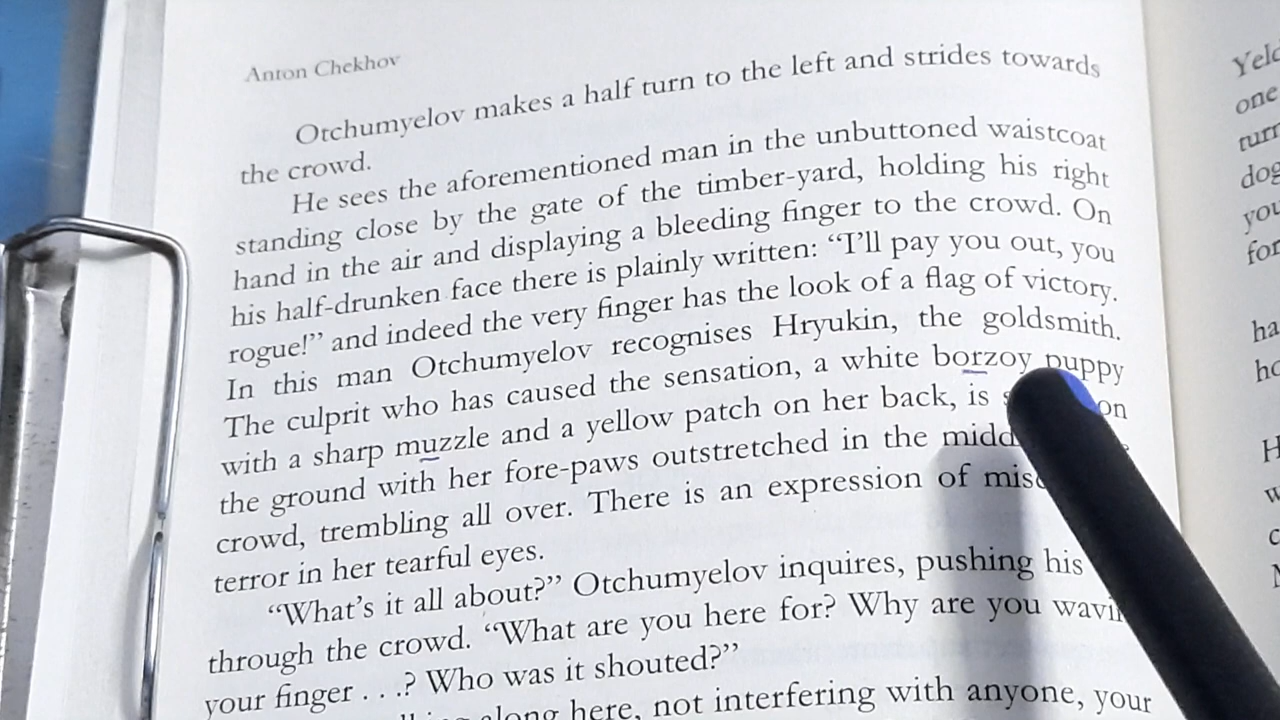 Anton Chekhov
Otchumyelov makes a half turn to the left and strides towards
the crowd.
He sees the aforementioned man in the unbuttoned waistcoat
standing close by the gate of the timber-yard, holding his right
hand in the air and displaying a bleeding finger to the crowd. On
his half-drunken face there is plainly written: “I’ll pay you out, you
rogue!” and indeed the very finger has the look of a flag of victory.
In this man Otchumyelov recognises Hryukin, the goldsmith.
The culprit who has caused the sensation, a white borzoy puppy
with a sharp muzzle and a yellow patch on her back, is on
the ground with her fore-paws outstretched in the
crowd, trembling all over. There is an expression of
terror in her tearful eyes.
“What’s it all about?” Otchumyelov inquires, pushing his
through the crowd. “What are you here for? Why are you
your finger . . .? Who was it shouted?”
along here, not interfering with anyone, your
one